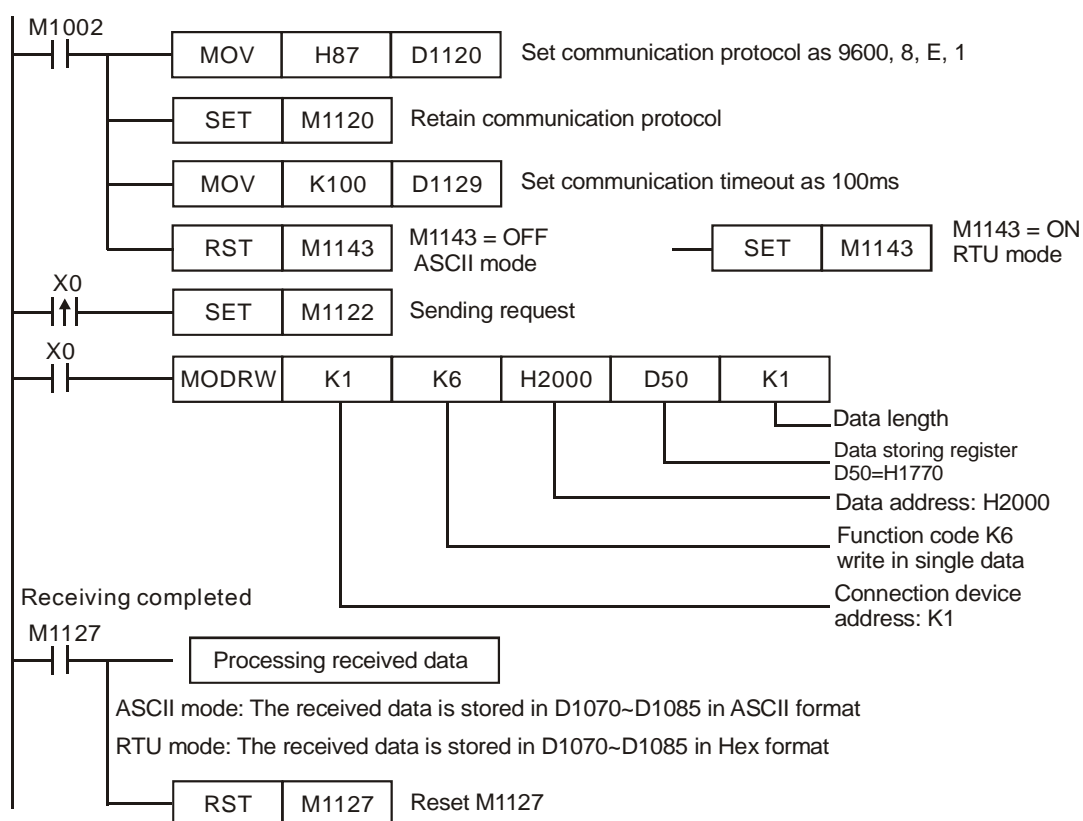 M1002
MOV H87 D1120 Set communication protocol as 9600, 8, E, 1
SET M1120 Retain communication protocol
MOV K100 D1129 Set communication timeout as 100ms
RST M1143 M1143 = OFF
ASCII mode
SET M1143 M1143 = ON
RTU mode
X0
SET M1122 Sending request
X0
MODRW K1 K6 H2000 D50 K1
Data length
Data storing register
D50=H1770
Data address: H2000
Function code K6
write in single data
Connection device
address: K1
Receiving completed
M1127
Processing received data
ASCII mode: The received data is stored in D1070~D1085 in ASCII format
RTU mode: The received data is stored in D1070~D1085 in Hex format
RST M1127 Reset M1127